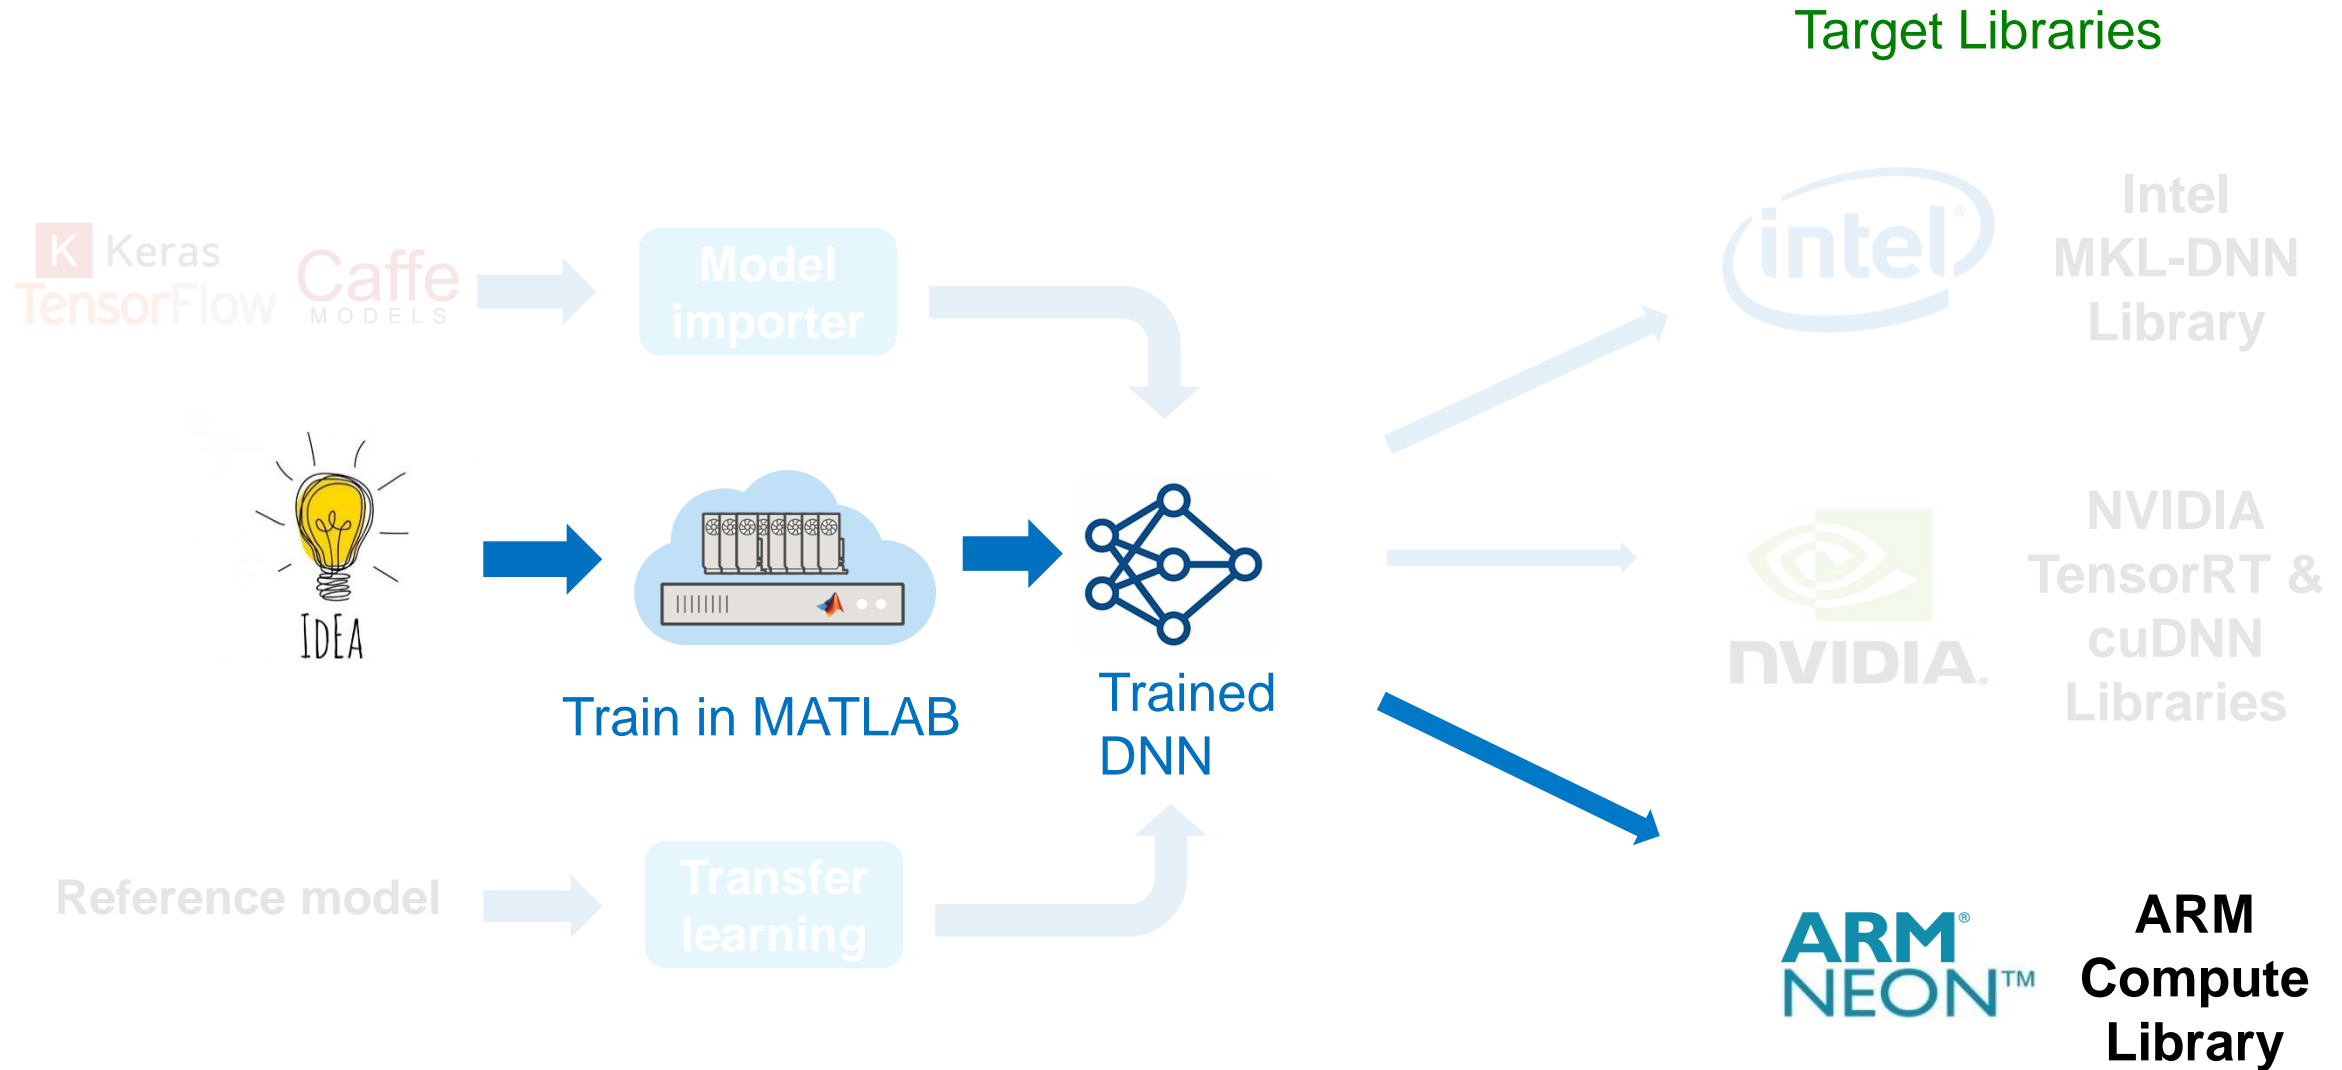 Target Libraries
K Keras
TensorFlow
Caffe
MODELS
Model
importer
intel®
Intel
MKL-DNN
Library
IDEA
Train in MATLAB
Trained
DNN
NVIDIA.
NVIDIA
TensorRT &
cuDNN
Libraries
Reference model
Transfer
learning
ARM®
NEON™
ARM
Compute
Library